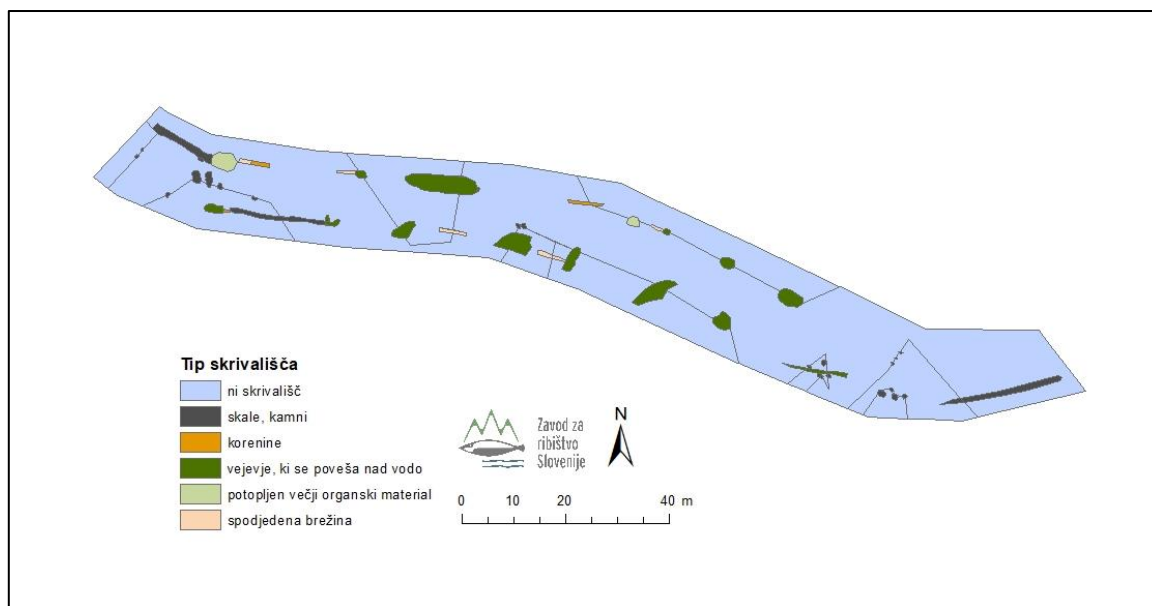 Tip skrivališča
ni skrivališč
skale, kamni
korenine
vejevje, ki se poveša nad vodo
potopljen večji organski material
spodjedena brežina
Zavod za
ribištvo
Slovenije
N
0 10 20 40 m